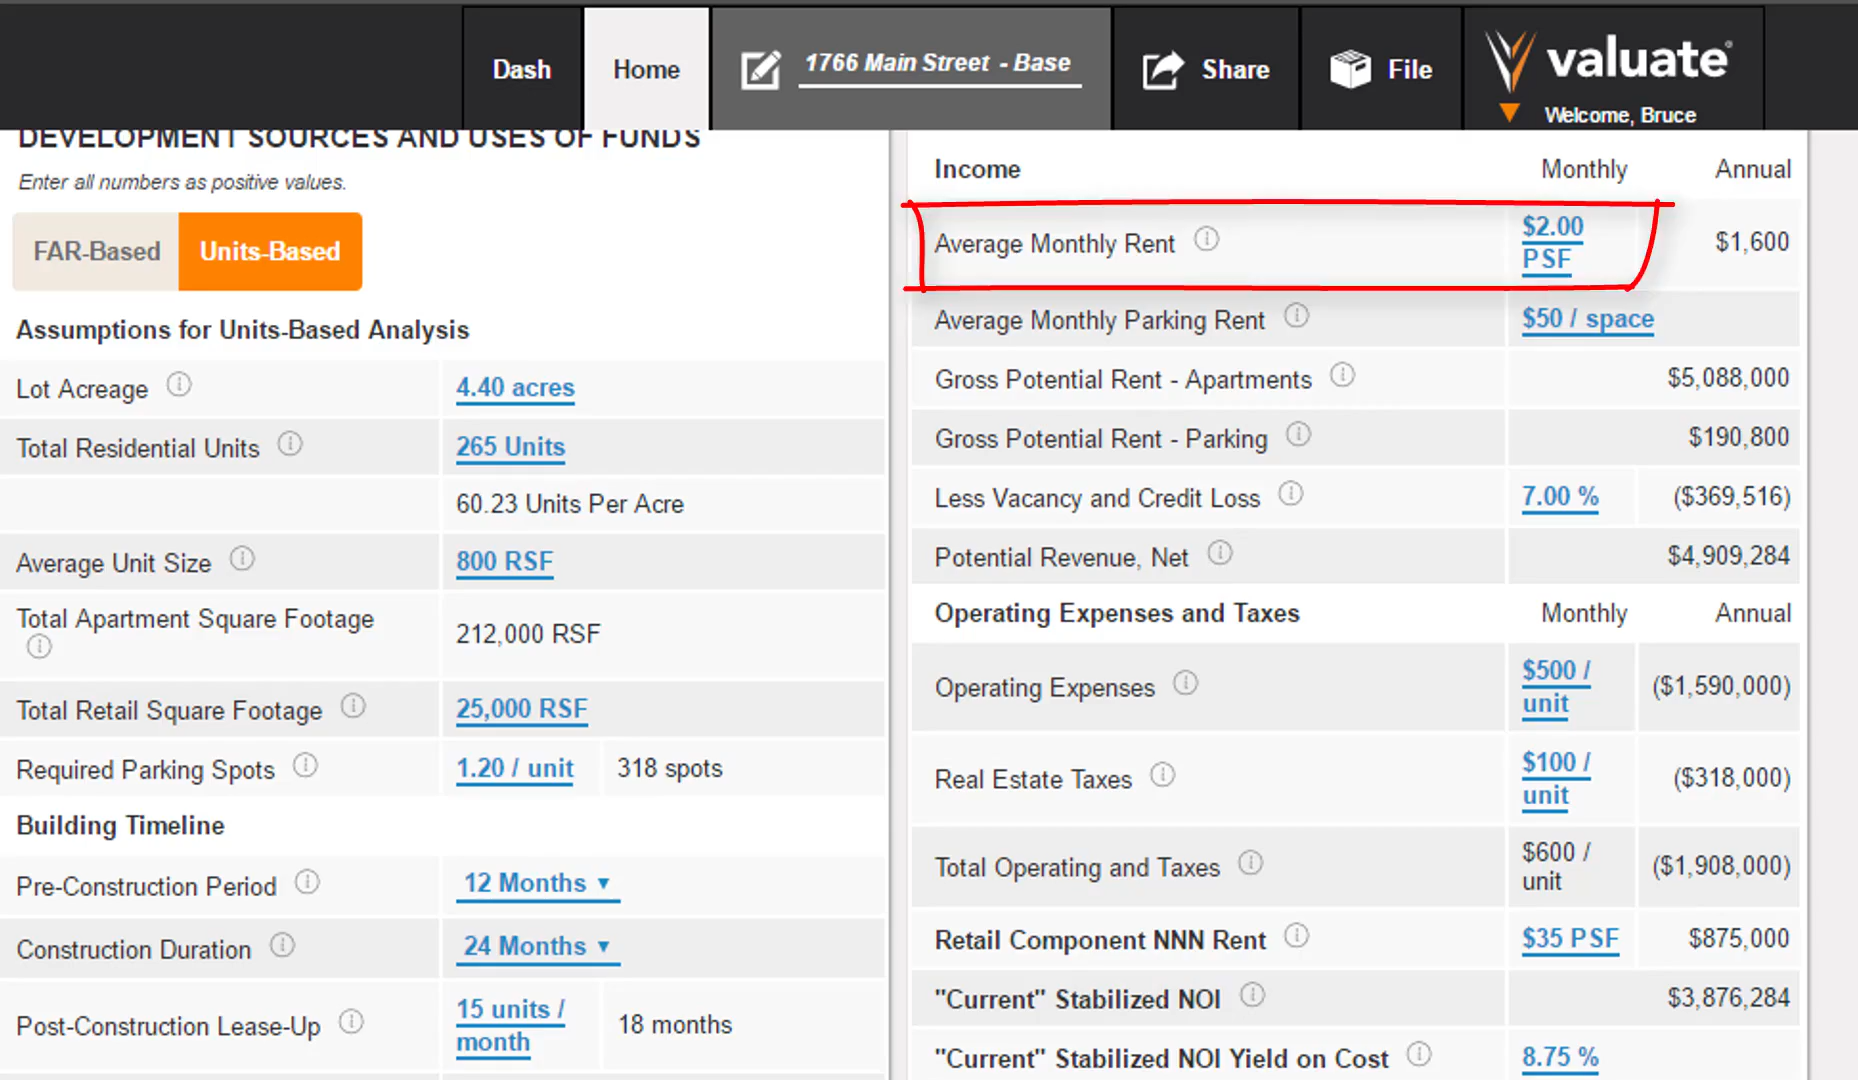 Dash
Home
1766 Main Street - Base
Share
File
valuate
Welcome, Bruce
DEVELOPMENT SOURCES AND USES OF FUNDS
Enter all numbers as positive values.
FAR-Based
Units-Based
Assumptions for Units-Based Analysis
Lot Acreage 4.40 acres
Total Residential Units 265 Units
60.23 Units Per Acre
Average Unit Size 800 RSF
Total Apartment Square Footage 212,000 RSF
Total Retail Square Footage 25,000 RSF
Required Parking Spots 1.20 / unit 318 spots
Building Timeline
Pre-Construction Period 12 Months
Construction Duration 24 Months
Post-Construction Lease-Up 15 units / month 18 months
Income Monthly Annual
Average Monthly Rent $2.00 PSF $1,600
Average Monthly Parking Rent $50 / space
Gross Potential Rent - Apartments $5,088,000
Gross Potential Rent - Parking $190,800
Less Vacancy and Credit Loss 7.00 % ($369,516)
Potential Revenue, Net $4,909,284
Operating Expenses and Taxes Monthly Annual
Operating Expenses $500 / unit ($1,590,000)
Real Estate Taxes $100 / unit ($318,000)
Total Operating and Taxes $600 / unit ($1,908,000)
Retail Component NNN Rent $35 PSF $875,000
"Current" Stabilized NOI $3,876,284
"Current" Stabilized NOI Yield on Cost 8.75 %